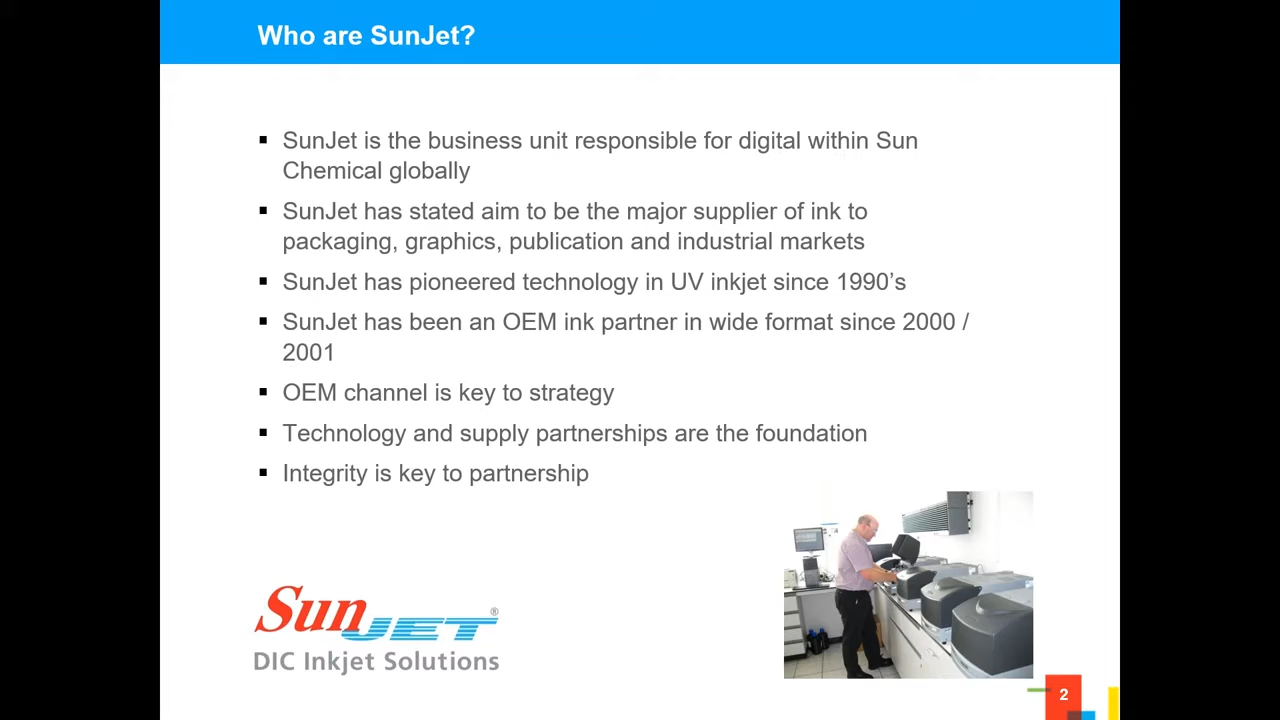 Who are SunJet?
▪ SunJet is the business unit responsible for digital within Sun
Chemical globally
▪ SunJet has stated aim to be the major supplier of ink to
packaging, graphics, publication and industrial markets
▪ SunJet has pioneered technology in UV inkjet since 1990’s
▪ SunJet has been an OEM ink partner in wide format since 2000 /
2001
▪ OEM channel is key to strategy
▪ Technology and supply partnerships are the foundation
▪ Integrity is key to partnership
SunJET®
DIC Inkjet Solutions
2